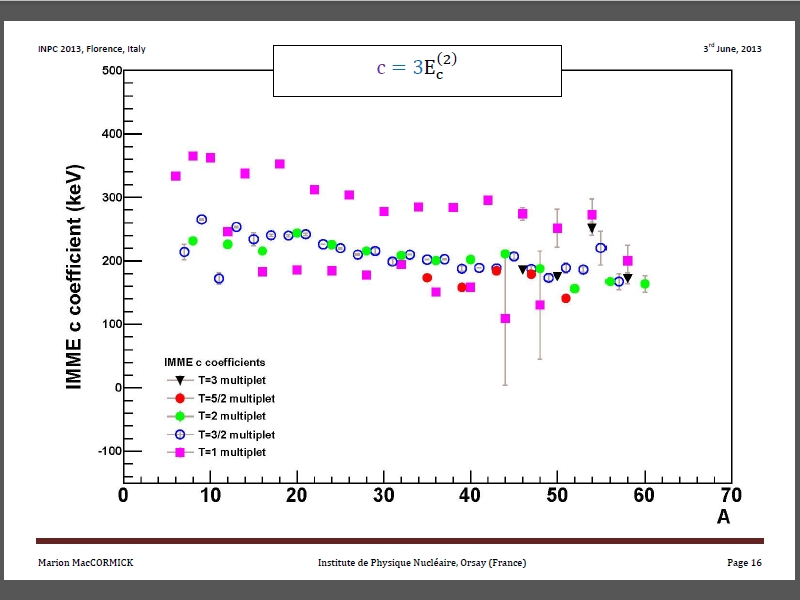 INPC 2013, Florence, Italy
3rd June, 2013
c = 3E_c^(2)
500
400
300
200
100
0
-100
IMME c coefficient (keV)
IMME c coefficients
T=3 multiplet
T=5/2 multiplet
T=2 multiplet
T=3/2 multiplet
T=1 multiplet
0 10 20 30 40 50 60 70
A
Marion MacCORMICK
Institute de Physique Nucléaire, Orsay (France)
Page 16